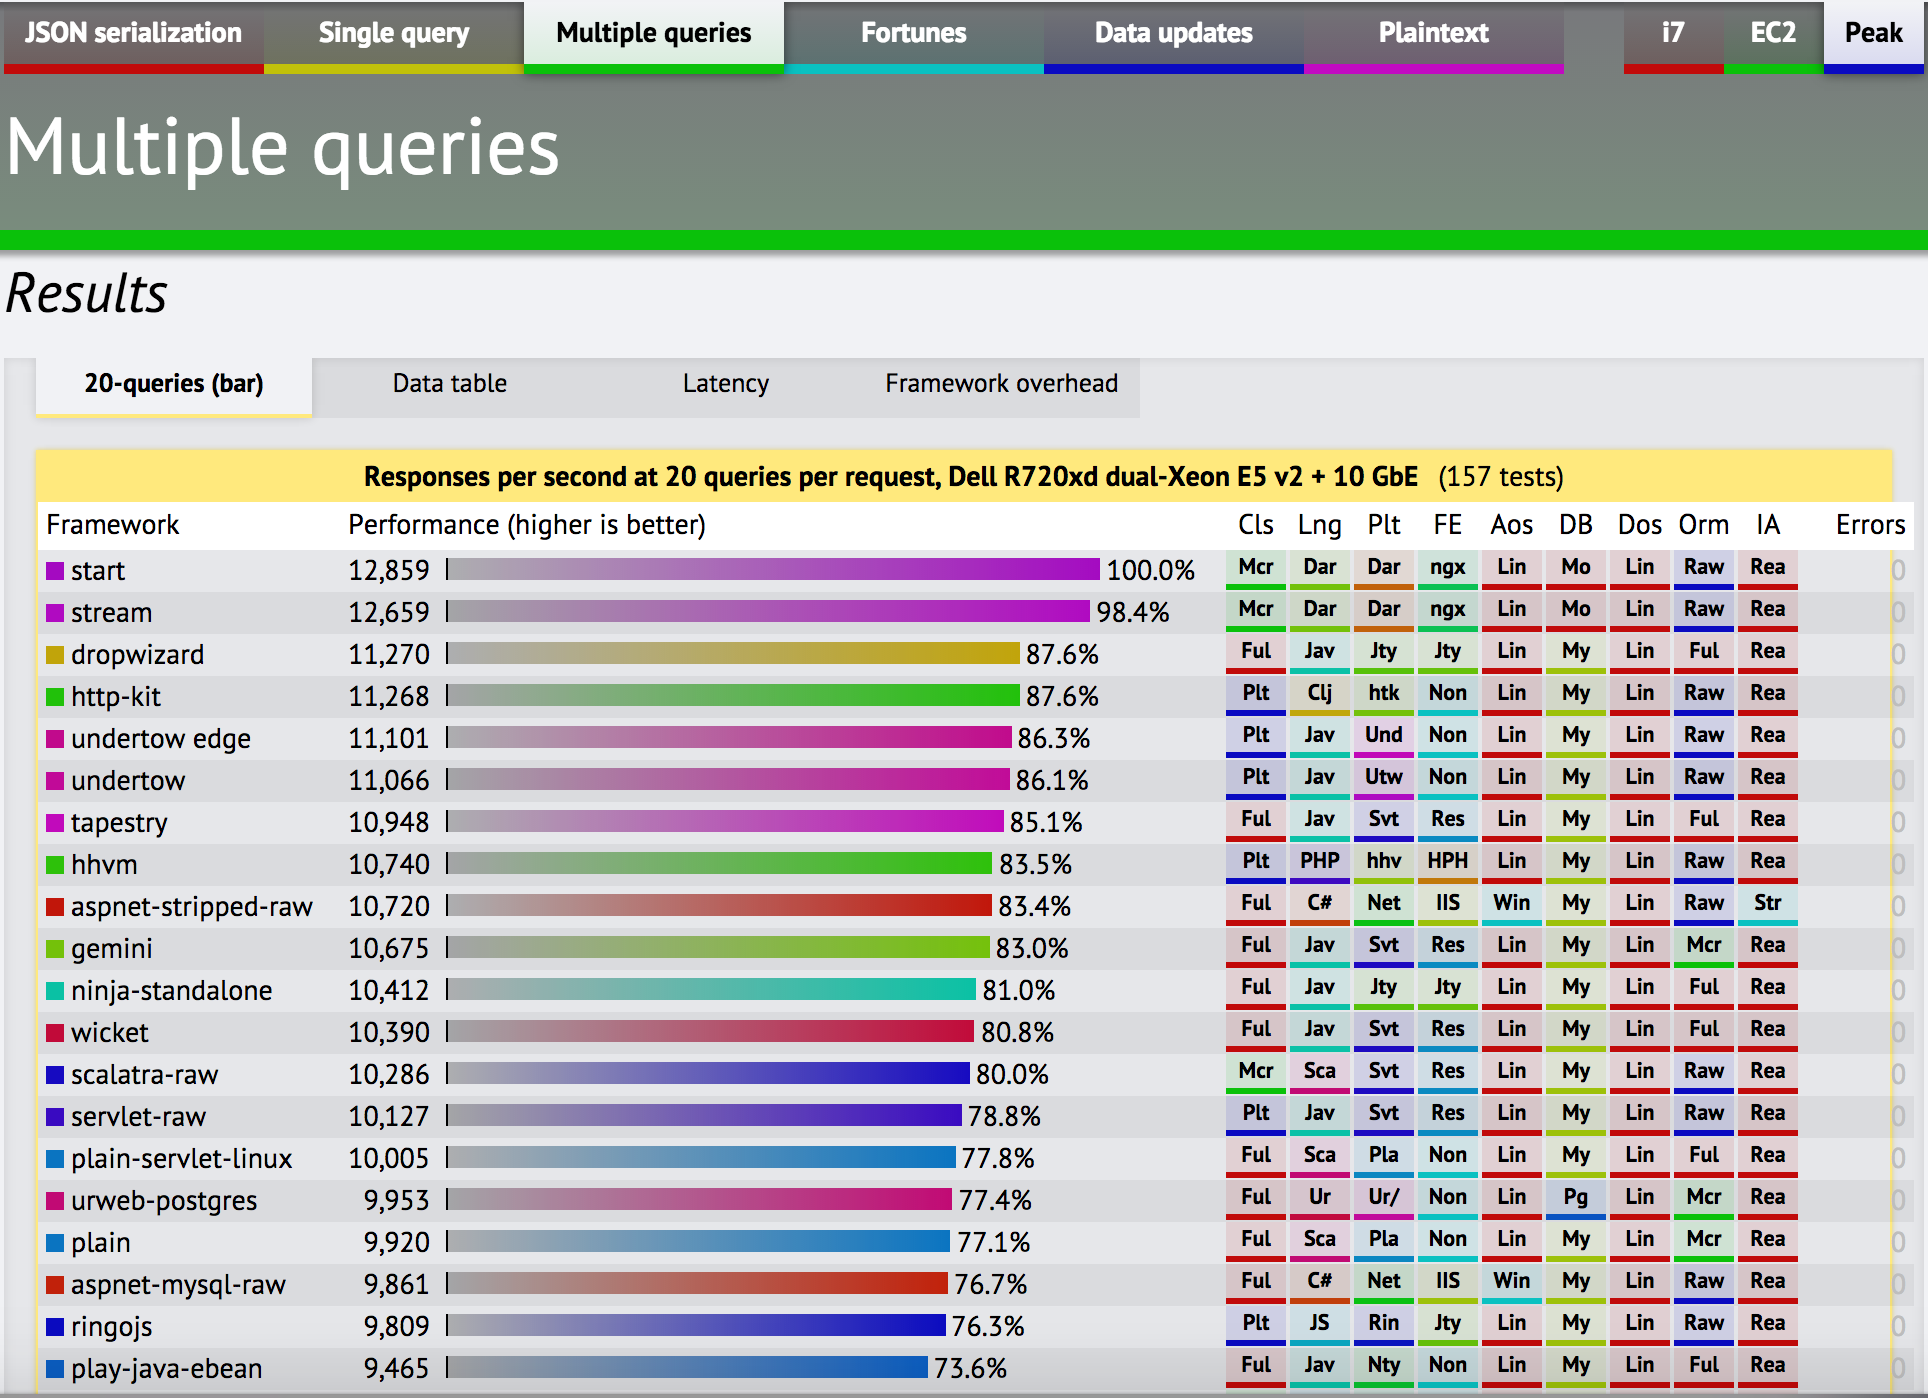 JSON serialization Single query Multiple queries Fortunes Data updates Plaintext i7 EC2 Peak
Multiple queries
Results
20-queries (bar) Data table Latency Framework overhead
Responses per second at 20 queries per request, Dell R720xd dual-Xeon E5 v2 + 10 GbE (157 tests)
Framework Performance (higher is better) Cls Lng Plt FE Aos DB Dos Orm IA Errors
start 12,859 100.0% Mcr Dar Dar ngx Lin Mo Lin Raw Rea 0
stream 12,659 98.4% Mcr Dar Dar ngx Lin Mo Lin Raw Rea 0
dropwizard 11,270 87.6% Ful Jav Jty Jty Lin My Lin Ful Rea 0
http-kit 11,268 87.6% Plt Clj htk Non Lin My Lin Raw Rea 0
undertow edge 11,101 86.3% Plt Jav Und Non Lin My Lin Raw Rea 0
undertow 11,066 86.1% Plt Jav Utw Non Lin My Lin Raw Rea 0
tapestry 10,948 85.1% Ful Jav Svt Res Lin My Lin Ful Rea 0
hhvm 10,740 83.5% Plt PHP hhv HPH Lin My Lin Raw Rea 0
aspnet-stripped-raw 10,720 83.4% Ful C# Net IIS Win My Lin Raw Str 0
gemini 10,675 83.0% Ful Jav Svt Res Lin My Lin Mcr Rea 0
ninja-standalone 10,412 81.0% Ful Jav Jty Jty Lin My Lin Ful Rea 0
wicket 10,390 80.8% Ful Jav Svt Res Lin My Lin Ful Rea 0
scalatra-raw 10,286 80.0% Mcr Sca Svt Res Lin My Lin Raw Rea 0
servlet-raw 10,127 78.8% Plt Jav Svt Res Lin My Lin Raw Rea 0
plain-servlet-linux 10,005 77.8% Ful Sca Pla Non Lin My Lin Ful Rea 0
urweb-postgres 9,953 77.4% Ful Ur Ur/ Non Lin Pg Lin Mcr Rea 0
plain 9,920 77.1% Ful Sca Pla Non Lin My Lin Mcr Rea 0
aspnet-mysql-raw 9,861 76.7% Ful C# Net IIS Win My Lin Raw Rea 0
ringojs 9,809 76.3% Plt JS Rin Jty Lin My Lin Raw Rea 0
play-java-ebean 9,465 73.6% Ful Jav Nty Non Lin My Lin Ful Rea 0